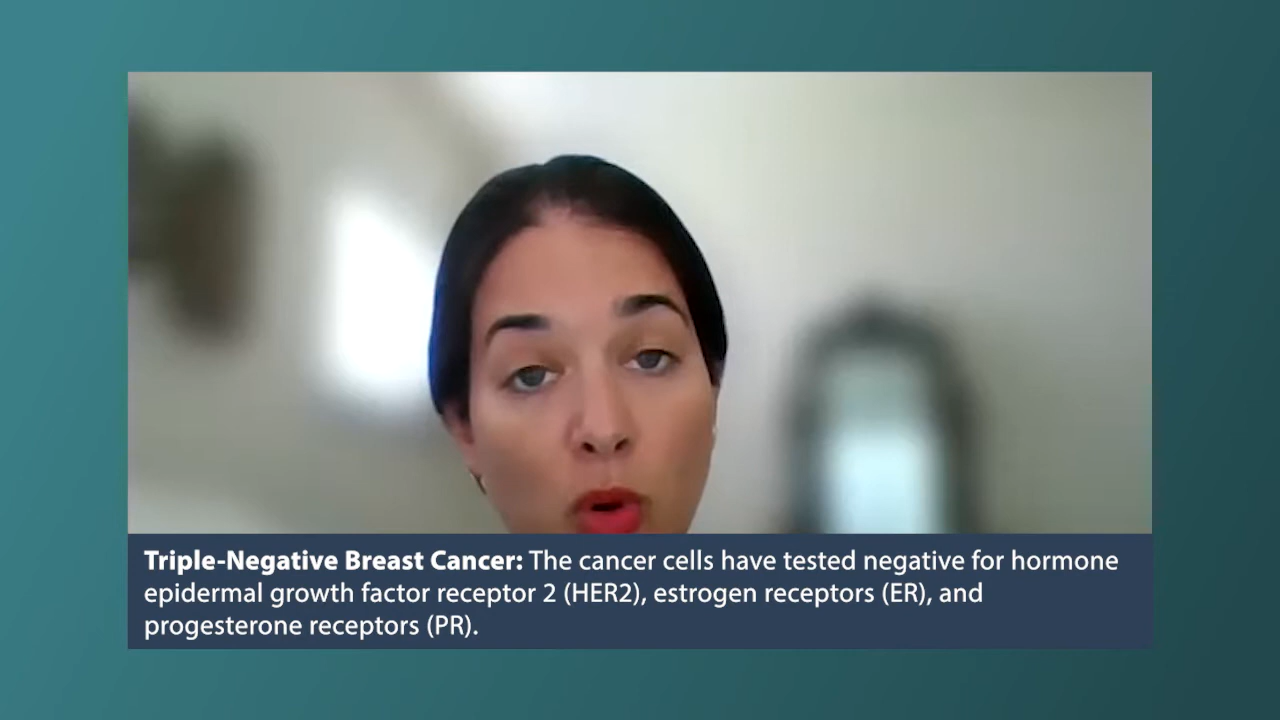 Triple-Negative Breast Cancer: The cancer cells have tested negative for hormone
epidermal growth factor receptor 2 (HER2), estrogen receptors (ER), and
progesterone receptors (PR).